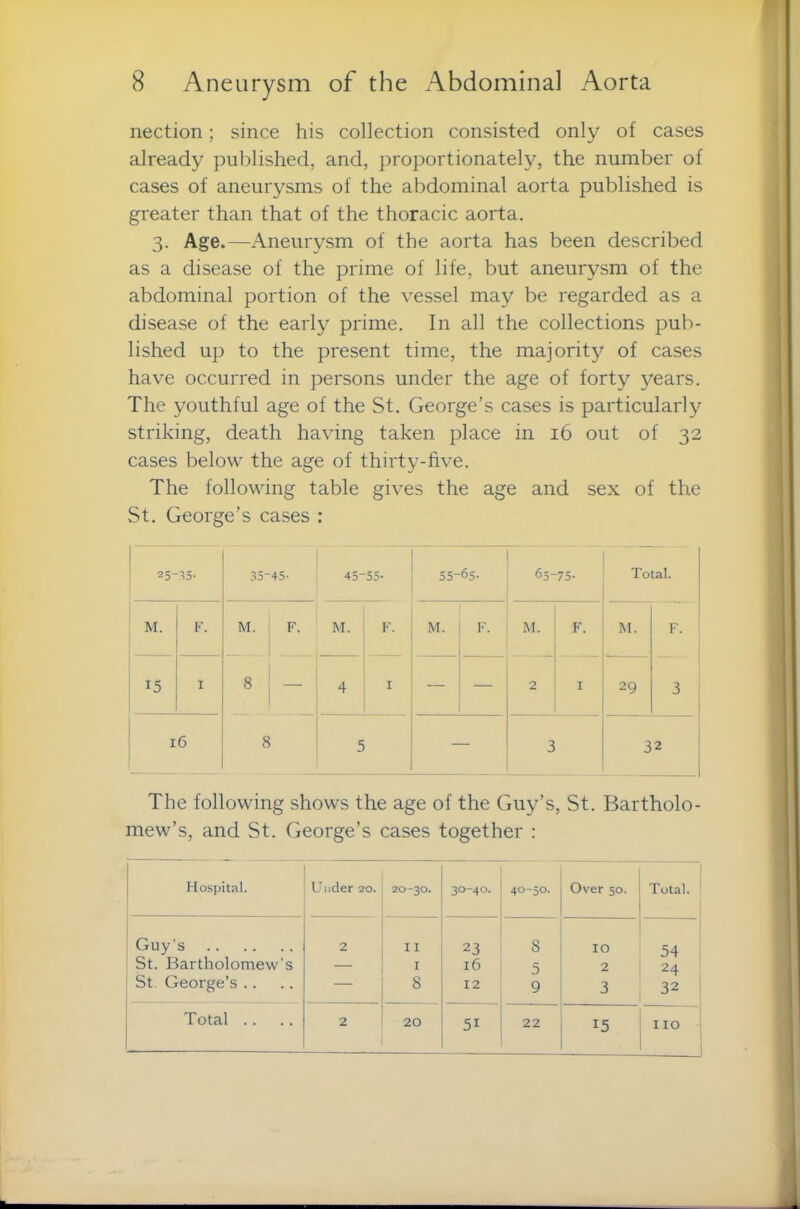 8 Aneurysm of the Abdominal Aorta
nection; since his collection consisted only of cases
already published, and, proportionately, the number of
cases of aneurysms of the abdominal aorta published is
greater than that of the thoracic aorta.
3. Age.—Aneurysm of the aorta has been described
as a disease of the prime of life, but aneurysm of the
abdominal portion of the vessel may be regarded as a
disease of the early prime. In all the collections pub-
lished up to the present time, the majority of cases
have occurred in persons under the age of forty years.
The youthful age of the St. George's cases is particularly
striking, death having taken place in 16 out of 32
cases below the age of thirty-five.
The following table gives the age and sex of the
St. George's cases :
25-35. 35-45. 45-55. 55-65. 65-75. Total.
M. F. M. F. M. F. M. F. M. F. M. F.
15 1 8 — 4 1 — — 2 1 29 3
16 8 5 — 3 32
The following shows the age of the Guy's, St. Bartholo-
mew's, and St. George's cases together :
Hospital. Under 20. 20-30. 30-40. 40-50. Over 50. Total.
Guy's .. .. .. 2 11 23 8 10 54
St. Bartholomew's — 1 16 5 2 24
St. George's .. .. — 8 12 9 3 32
Total .. .. 2 20 51 22 15 110